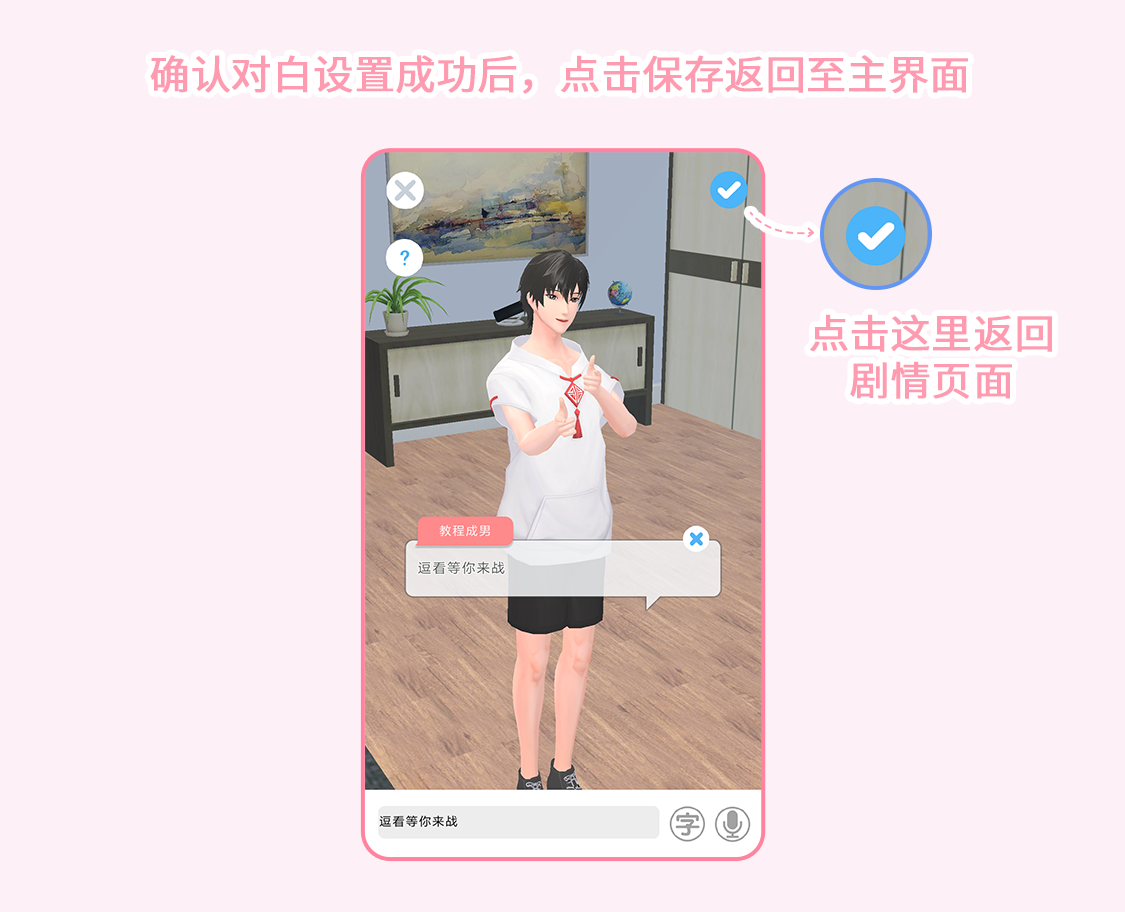 确认对白设置成功后，点击保存返回至主界面
?
点击这里返回
剧情页面
教程成男
逗看等你来战
逗看等你来战
字